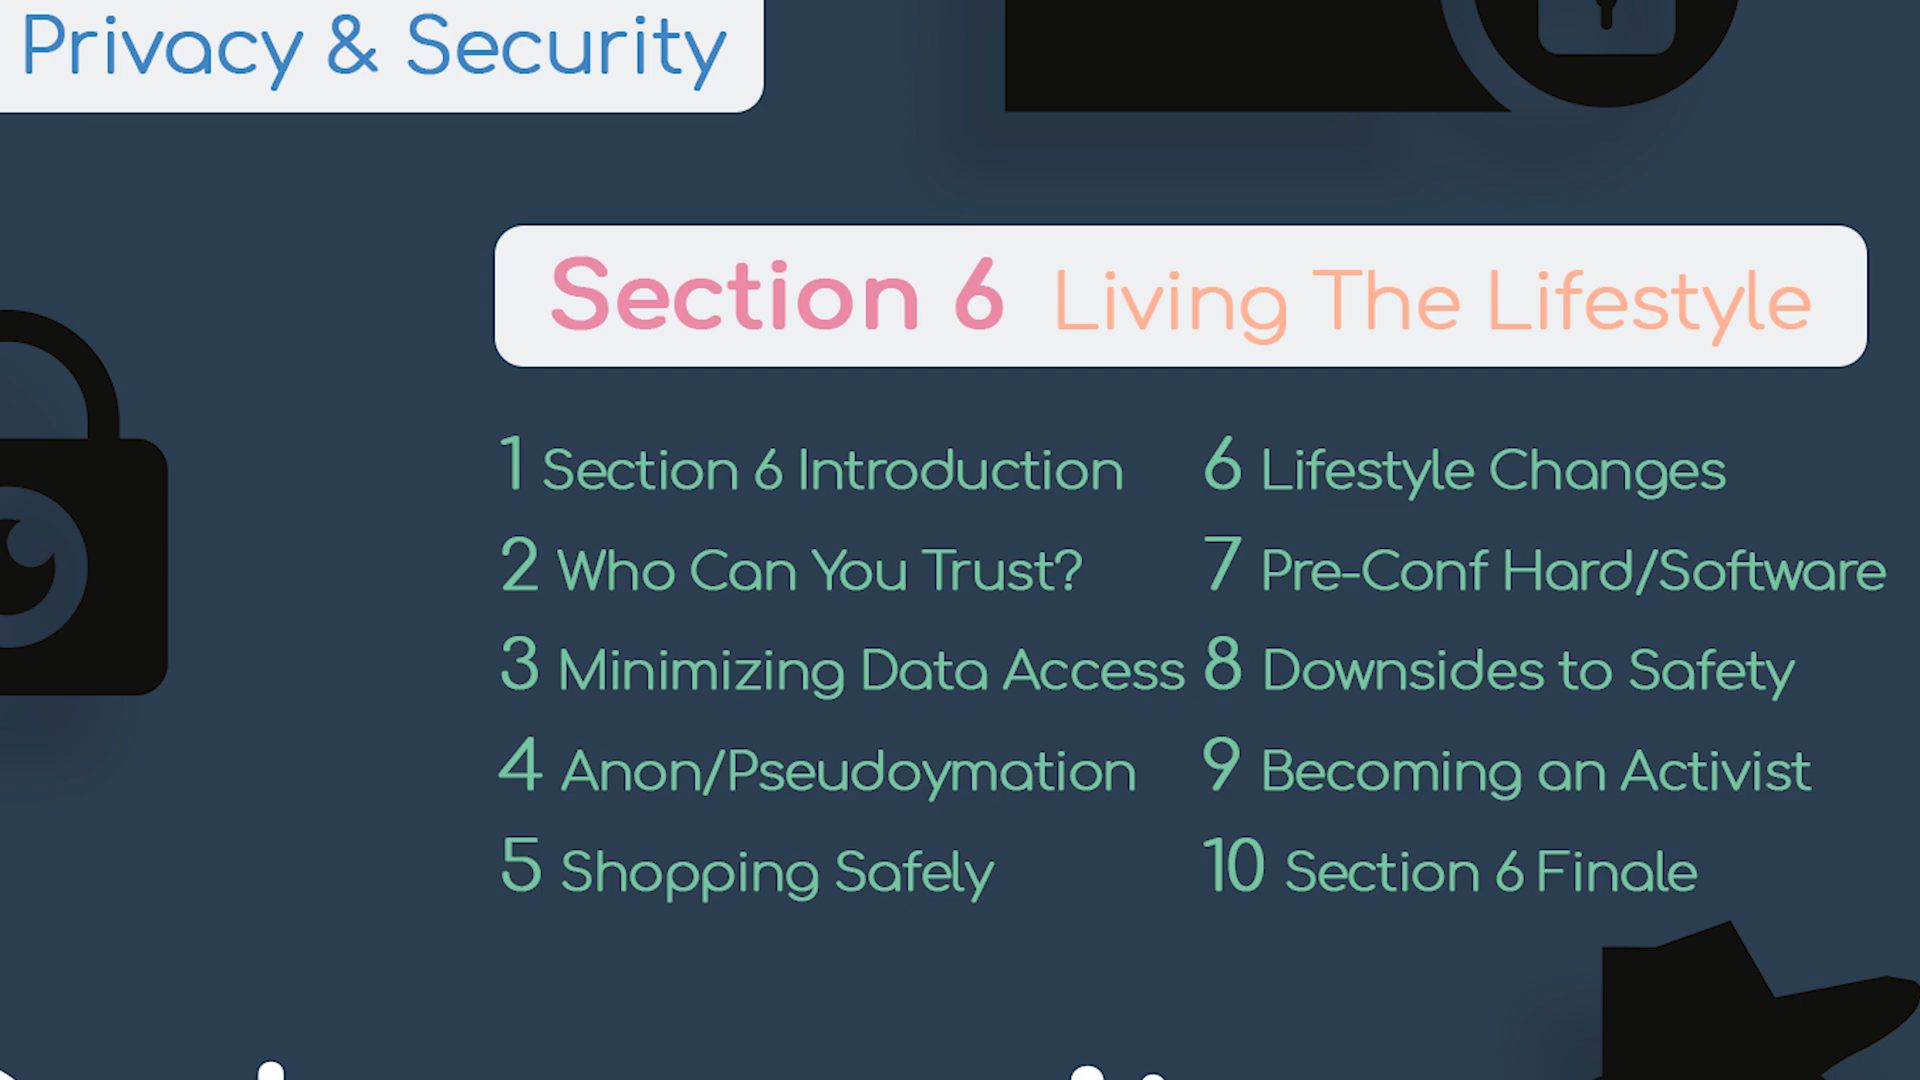 Privacy & Security
Section 6 Living The Lifestyle
1 Section 6 Introduction
2 Who Can You Trust?
3 Minimizing Data Access
4 Anon/Pseudoymation
5 Shopping Safely
6 Lifestyle Changes
7 Pre-Conf Hard/Software
8 Downsides to Safety
9 Becoming an Activist
10 Section 6 Finale